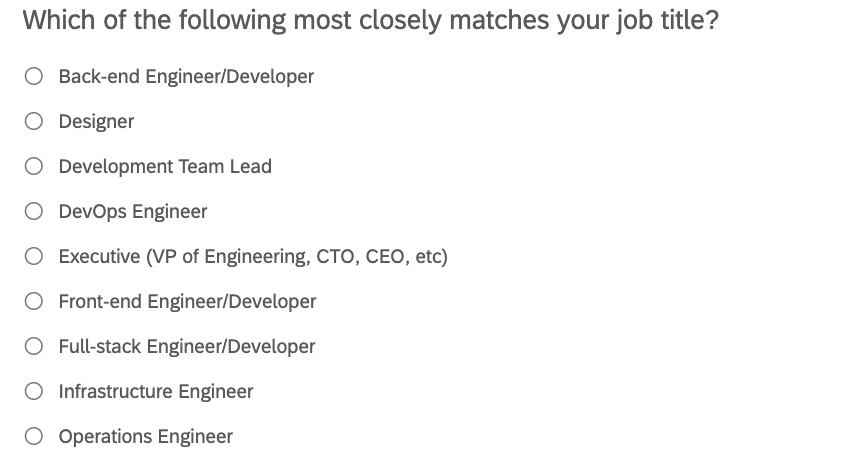 Which of the following most closely matches your job title?
Back-end Engineer/Developer
Designer
Development Team Lead
DevOps Engineer
Executive (VP of Engineering, CTO, CEO, etc)
Front-end Engineer/Developer
Full-stack Engineer/Developer
Infrastructure Engineer
Operations Engineer